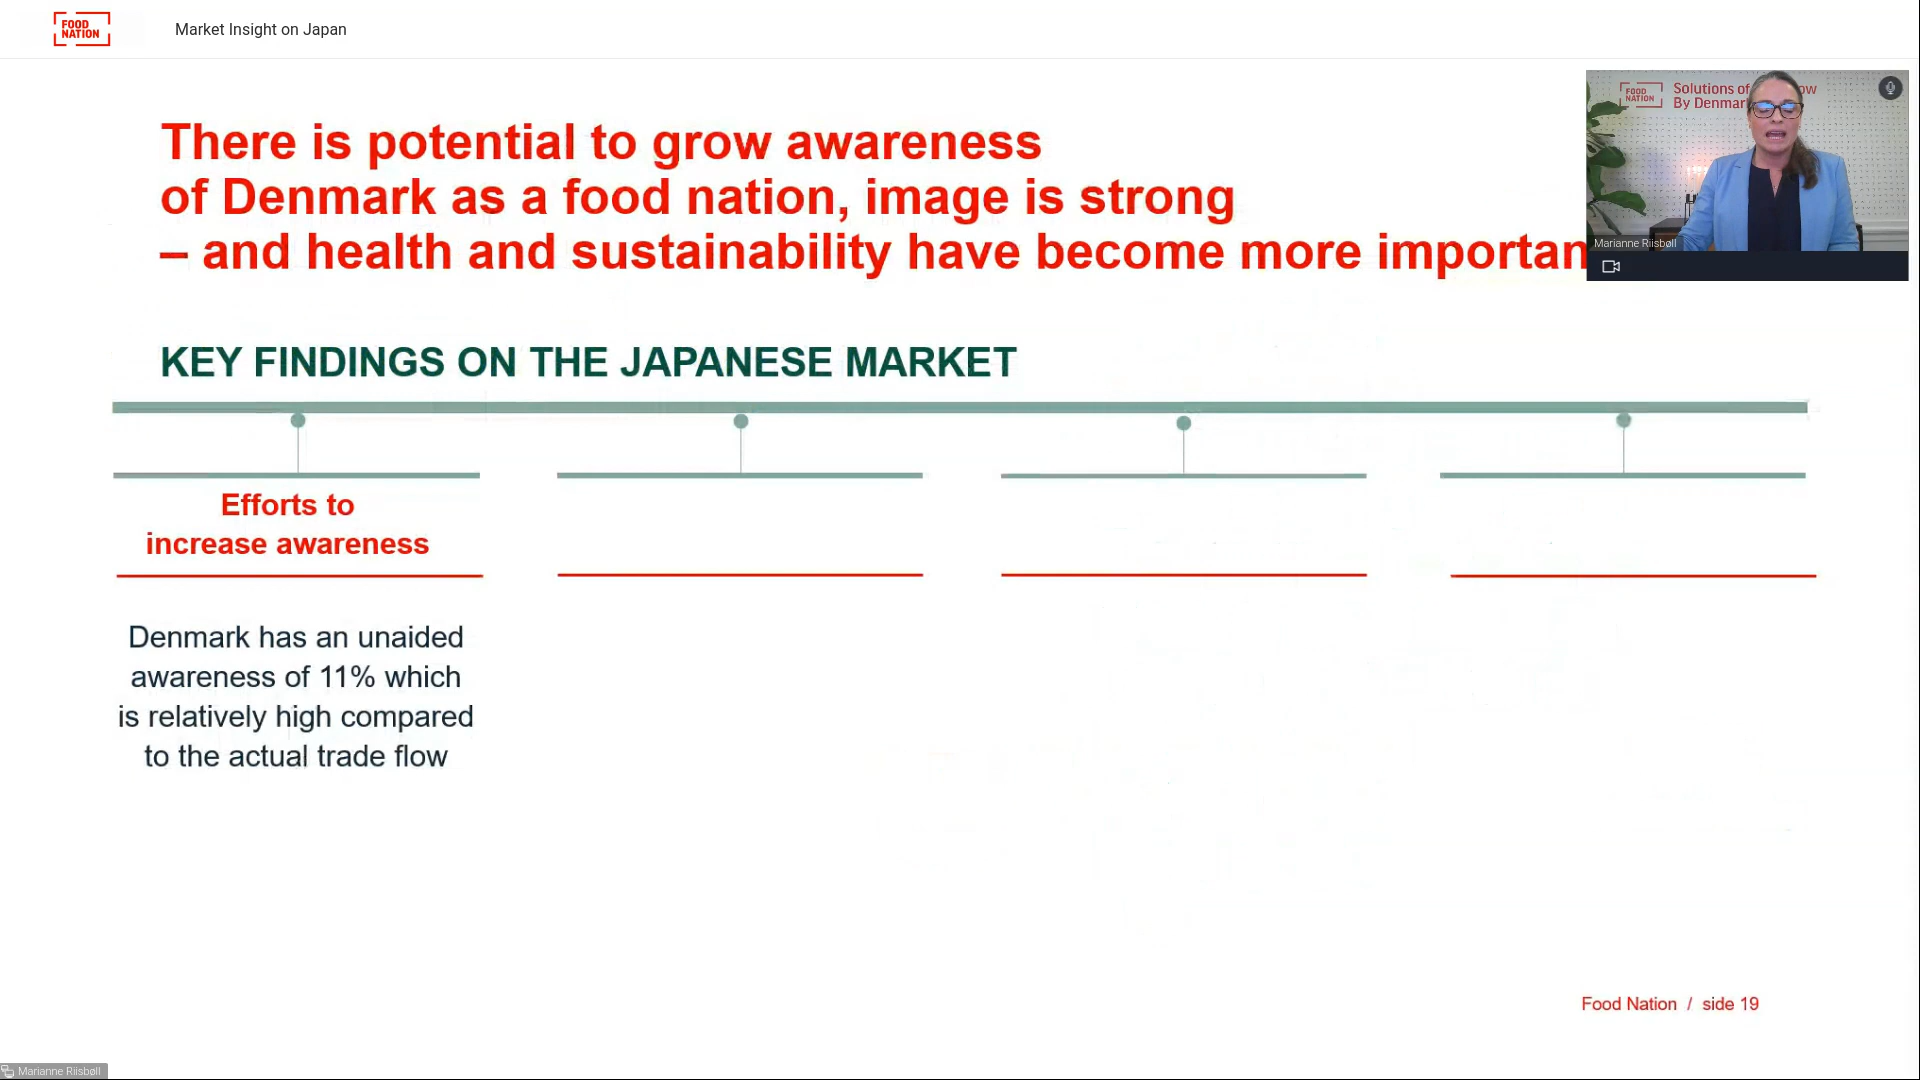 FOOD
NATION
Market Insight on Japan
There is potential to grow awareness
of Denmark as a food nation, image is strong
– and health and sustainability have become more importan
FOOD
NATION
Solutions of
ow
By Denmar
Marianne Riisbøll
KEY FINDINGS ON THE JAPANESE MARKET
Efforts to
increase awareness
Denmark has an unaided
awareness of 11% which
is relatively high compared
to the actual trade flow
Food Nation / side 19
Marianne Riisbøll